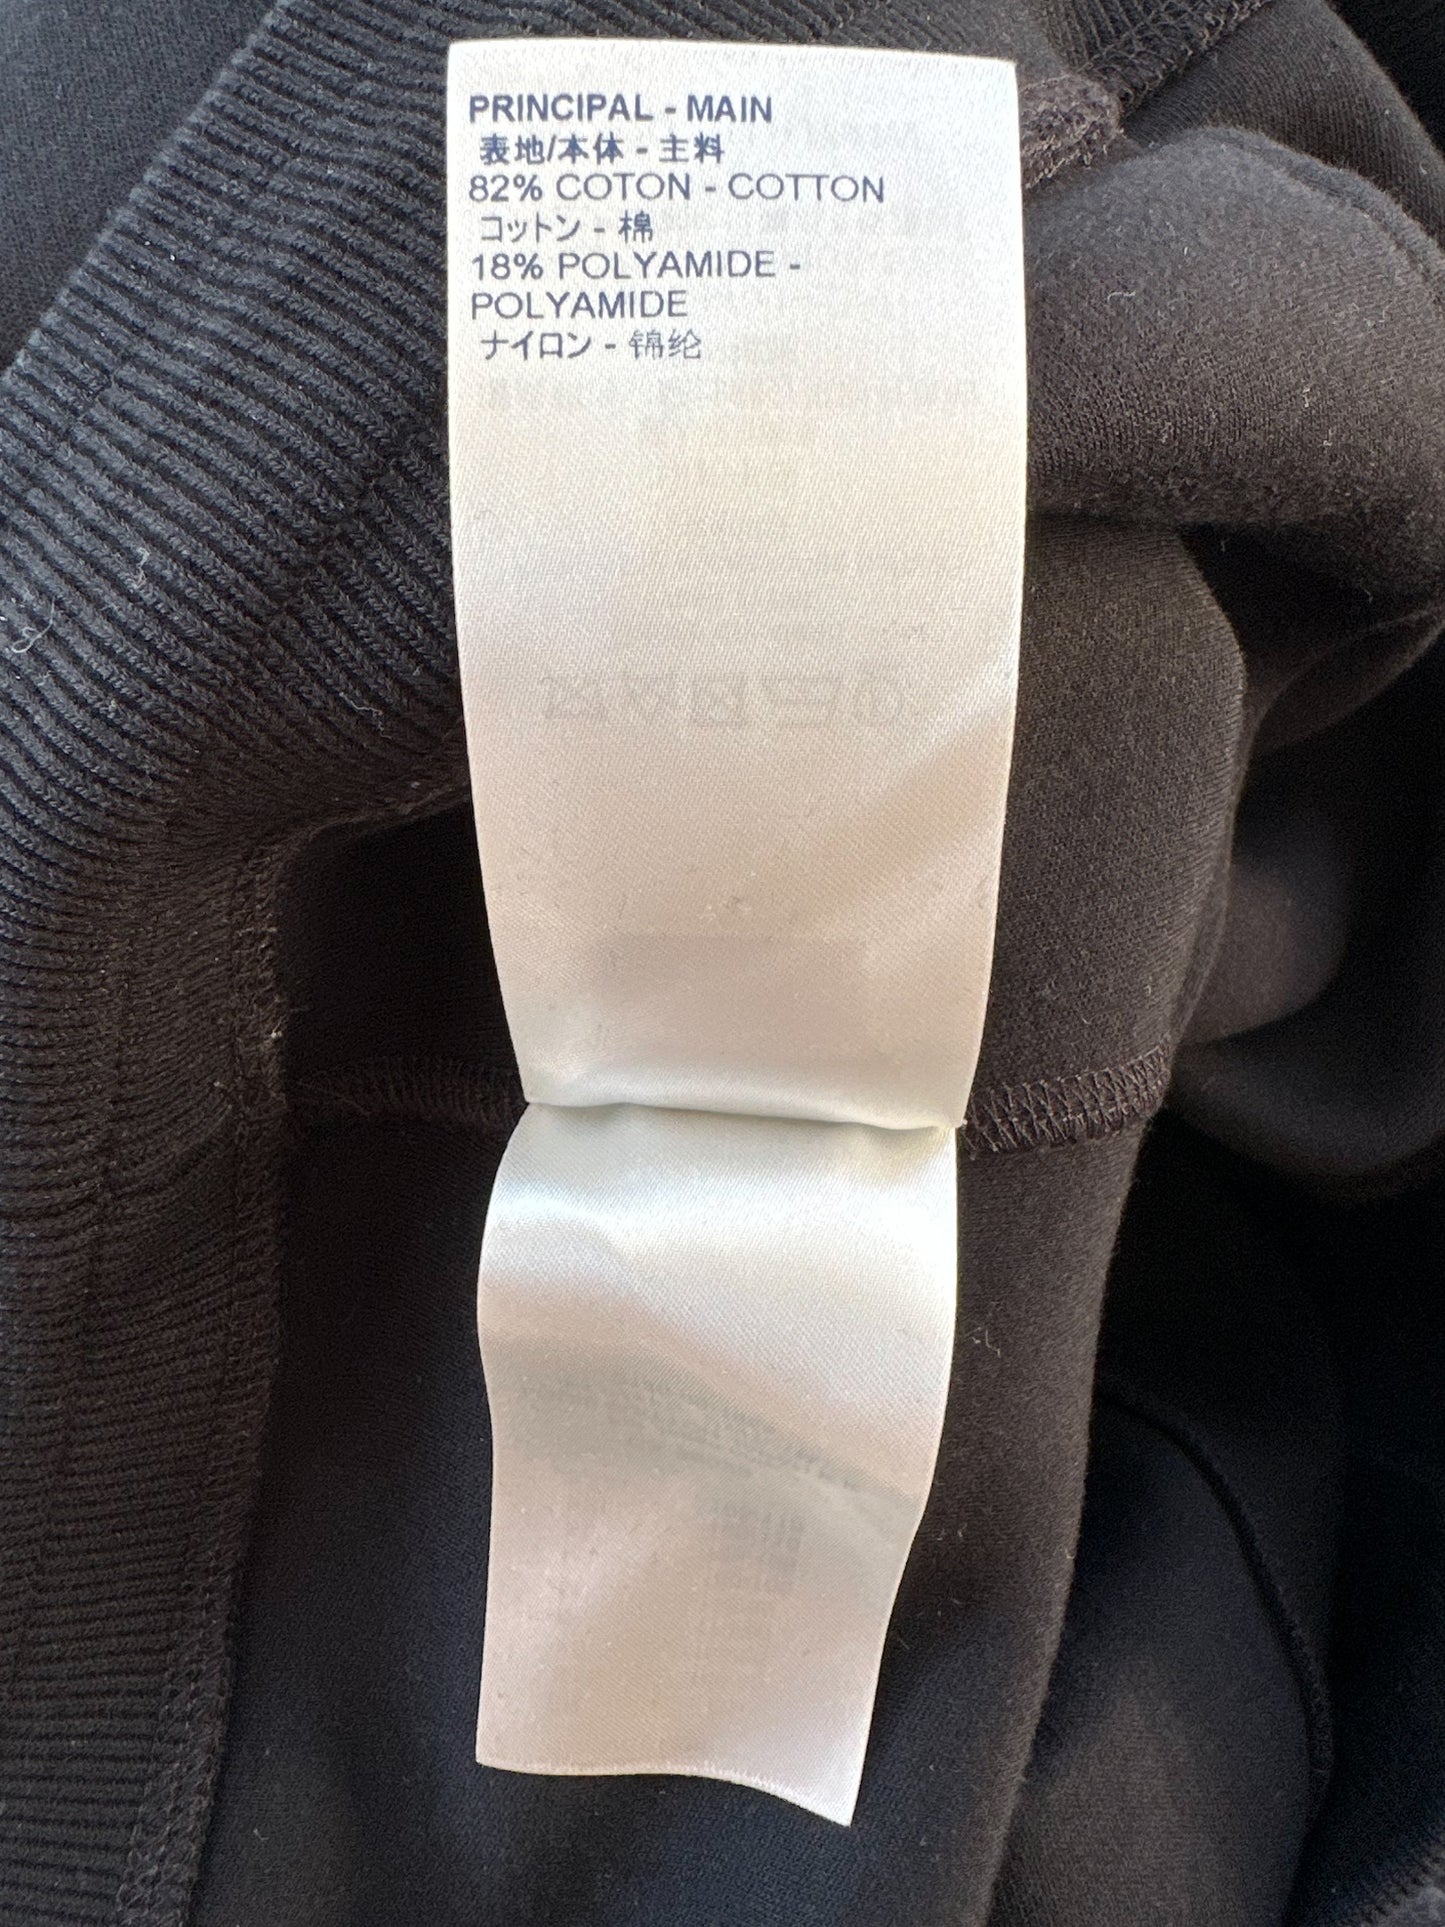 PRINCIPAL - MAIN
表地/本体 - 主料
82% COTON - COTTON
コットン - 棉
18% POLYAMIDE -
POLYAMIDE
ナイロン - 锦纶